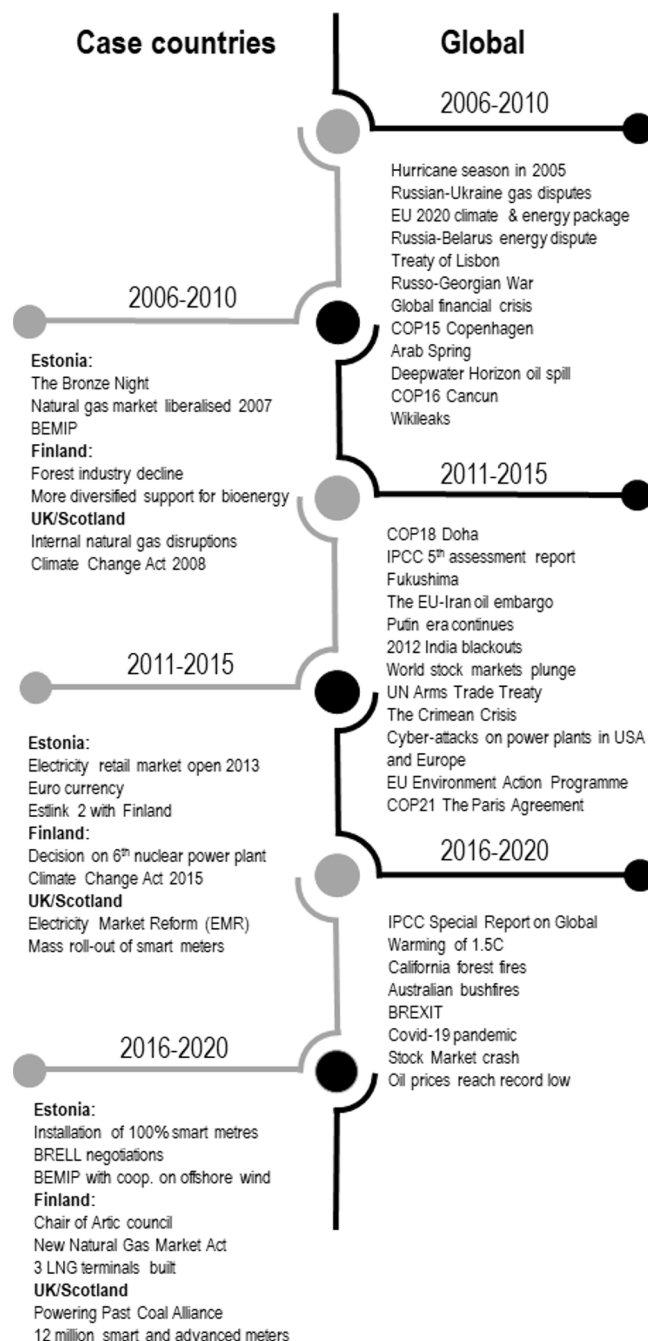 Case countries
Global
2006-2010
Hurricane season in 2005
Russian-Ukraine gas disputes
EU 2020 climate & energy package
Russia-Belarus energy dispute
Treaty of Lisbon
Russo-Georgian War
Global financial crisis
COP15 Copenhagen
Arab Spring
Deepwater Horizon oil spill
COP16 Cancun
Wikileaks
2006-2010
Estonia:
The Bronze Night
Natural gas market liberalised 2007
BEMIP
Finland:
Forest industry decline
More diversified support for bioenergy
UK/Scotland
Internal natural gas disruptions
Climate Change Act 2008
2011-2015
COP18 Doha
IPCC 5th assessment report
Fukushima
The EU-Iran oil embargo
Putin era continues
2012 India blackouts
World stock markets plunge
UN Arms Trade Treaty
The Crimean Crisis
Cyber-attacks on power plants in USA
and Europe
EU Environment Action Programme
COP21 The Paris Agreement
2011-2015
Estonia:
Electricity retail market open 2013
Euro currency
Estlink 2 with Finland
Finland:
Decision on 6th nuclear power plant
Climate Change Act 2015
UK/Scotland
Electricity Market Reform (EMR)
Mass roll-out of smart meters
2016-2020
IPCC Special Report on Global
Warming of 1.5C
California forest fires
Australian bushfires
BREXIT
Covid-19 pandemic
Stock Market crash
Oil prices reach record low
2016-2020
Estonia:
Installation of 100% smart metres
BRELL negotiations
BEMIP with coop. on offshore wind
Finland:
Chair of Artic council
New Natural Gas Market Act
3 LNG terminals built
UK/Scotland
Powering Past Coal Alliance
12 million smart and advanced meters